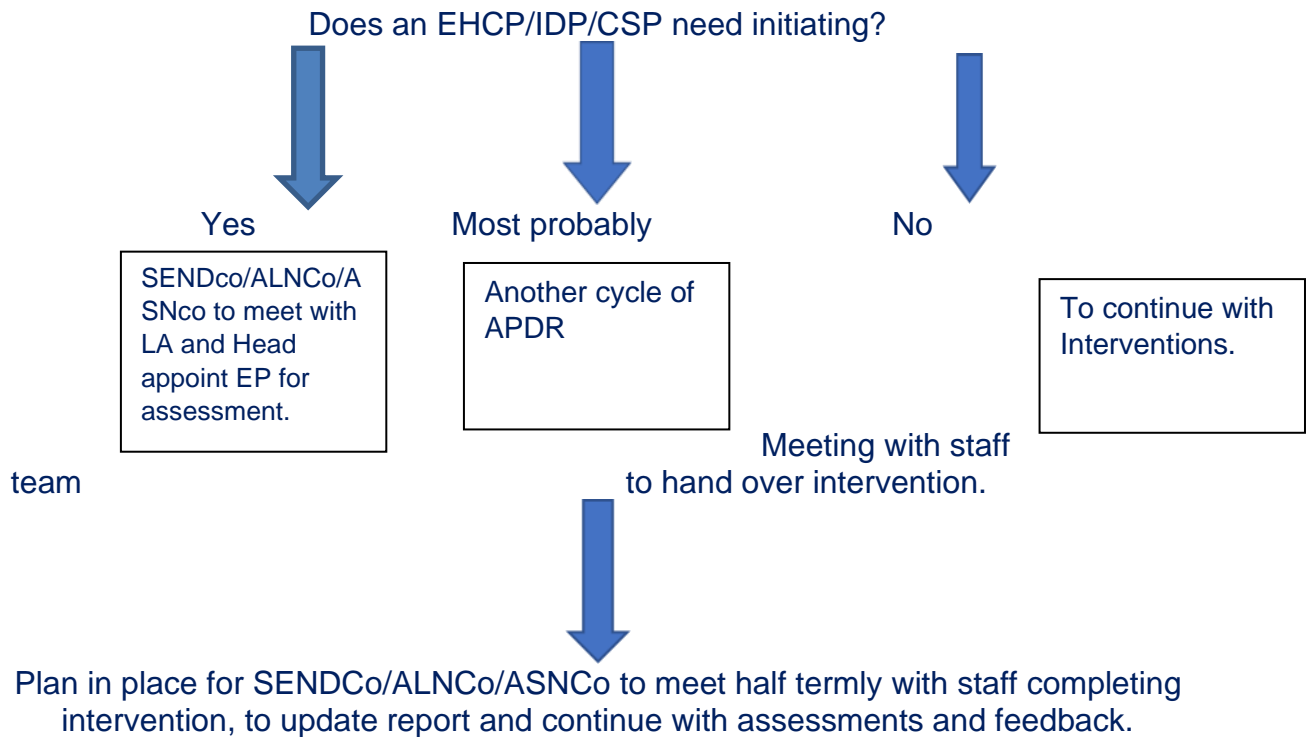 Does an EHCP/IDP/CSP need initiating?
Yes
Most probably
No
SENDco/ALNCo/A
SNco to meet with
LA and Head
appoint EP for
assessment.
Another cycle of
APDR
To continue with
Interventions.
Meeting with staff
team
to hand over intervention.
Plan in place for SENDCo/ALNCo/ASNCo to meet half termly with staff completing
intervention, to update report and continue with assessments and feedback.